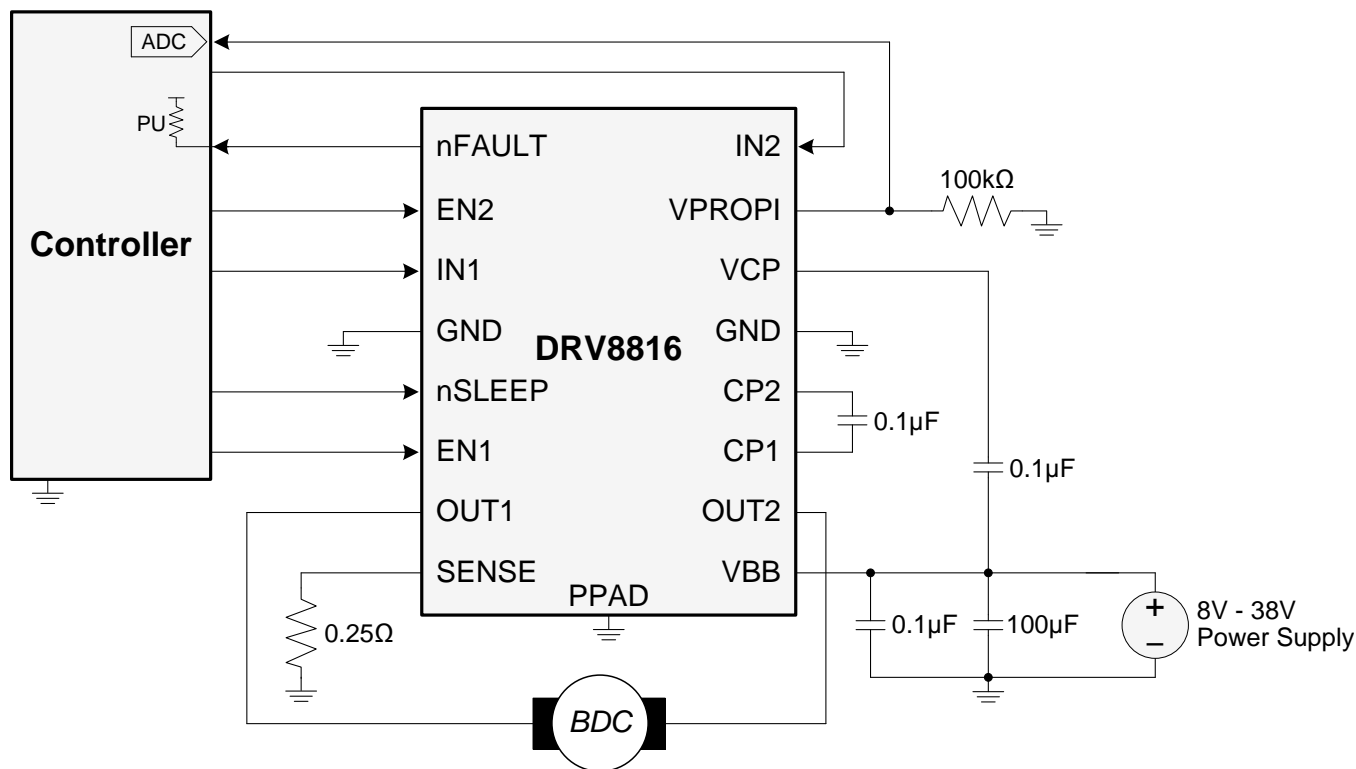 ADC
PU
Controller
nFAULT
IN2
EN2
VPROPI
100kΩ
IN1
VCP
GND
DRV8816
GND
nSLEEP
CP2
0.1µF
EN1
CP1
0.1µF
OUT1
OUT2
SENSE
VBB
PPAD
0.25Ω
0.1µF
100µF
+
–
8V - 38V
Power Supply
BDC